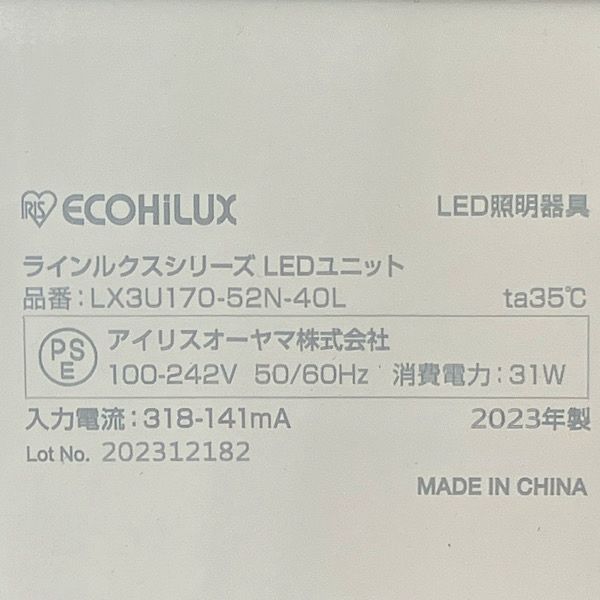 IRIS ECOHiLUX LED照明器具
ラインルクスシリーズ LEDユニット
品番：LX3U170-52N-40L ta35℃
PSE アイリスオーヤマ株式会社
100-242V 50/60Hz 消費電力：31W
入力電流：318-141mA 2023年製
Lot No. 202312182
MADE IN CHINA